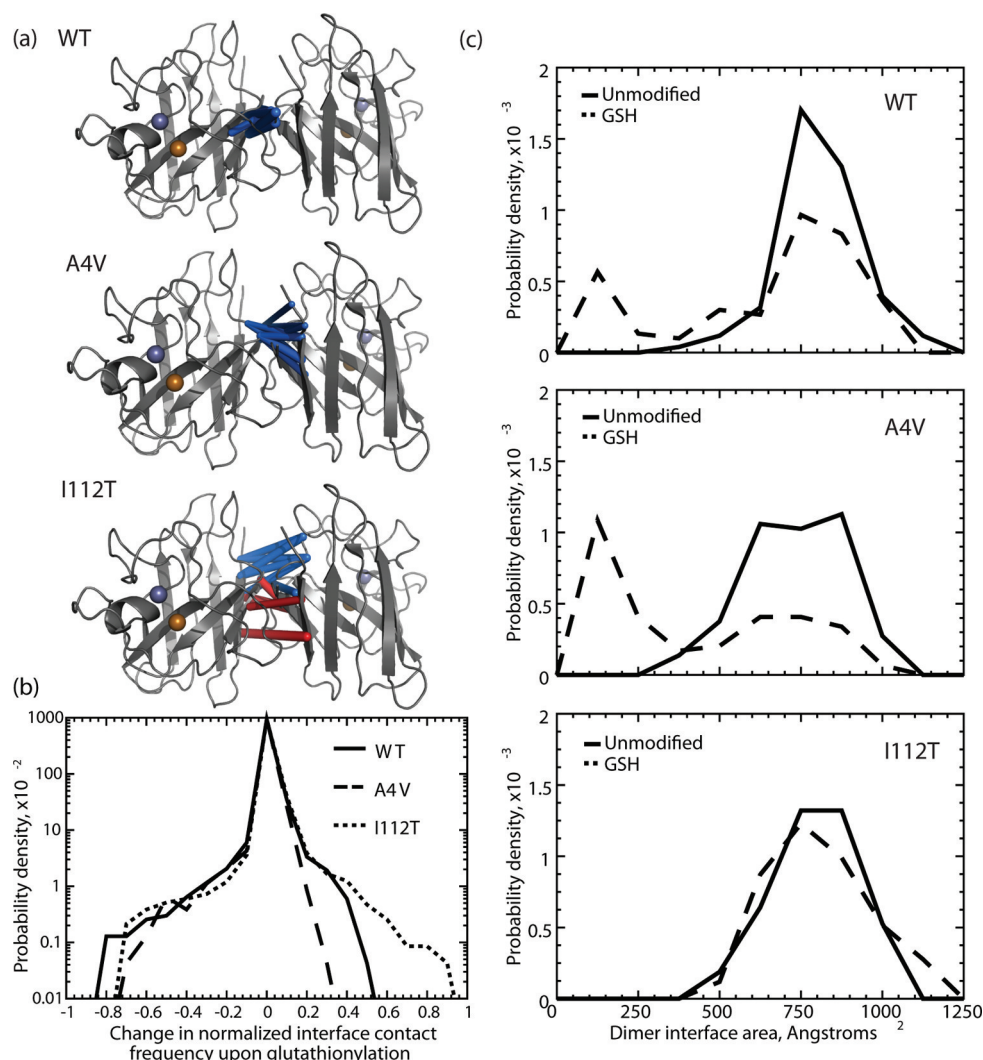 (a)
WT
A4V
I112T
(b)
1000
100
10
1
0.1
0.01
Probability density, x10 -2
WT
A4V
I112T
-1 -0.8 -0.6 -0.4 -0.2 0 0.2 0.4 0.6 0.8 1
Change in normalized interface contact
frequency upon glutathionylation
(c)
2
1.5
1
0.5
0
Probability density, x10 -3
Unmodified
GSH
WT
2
1.5
1
0.5
0
Probability density, x10 -3
Unmodified
GSH
A4V
2
1.5
1
0.5
0
Probability density, x10 -3
Unmodified
GSH
I112T
0 250 500 750 1000 1250
Dimer interface area, Angstroms 2